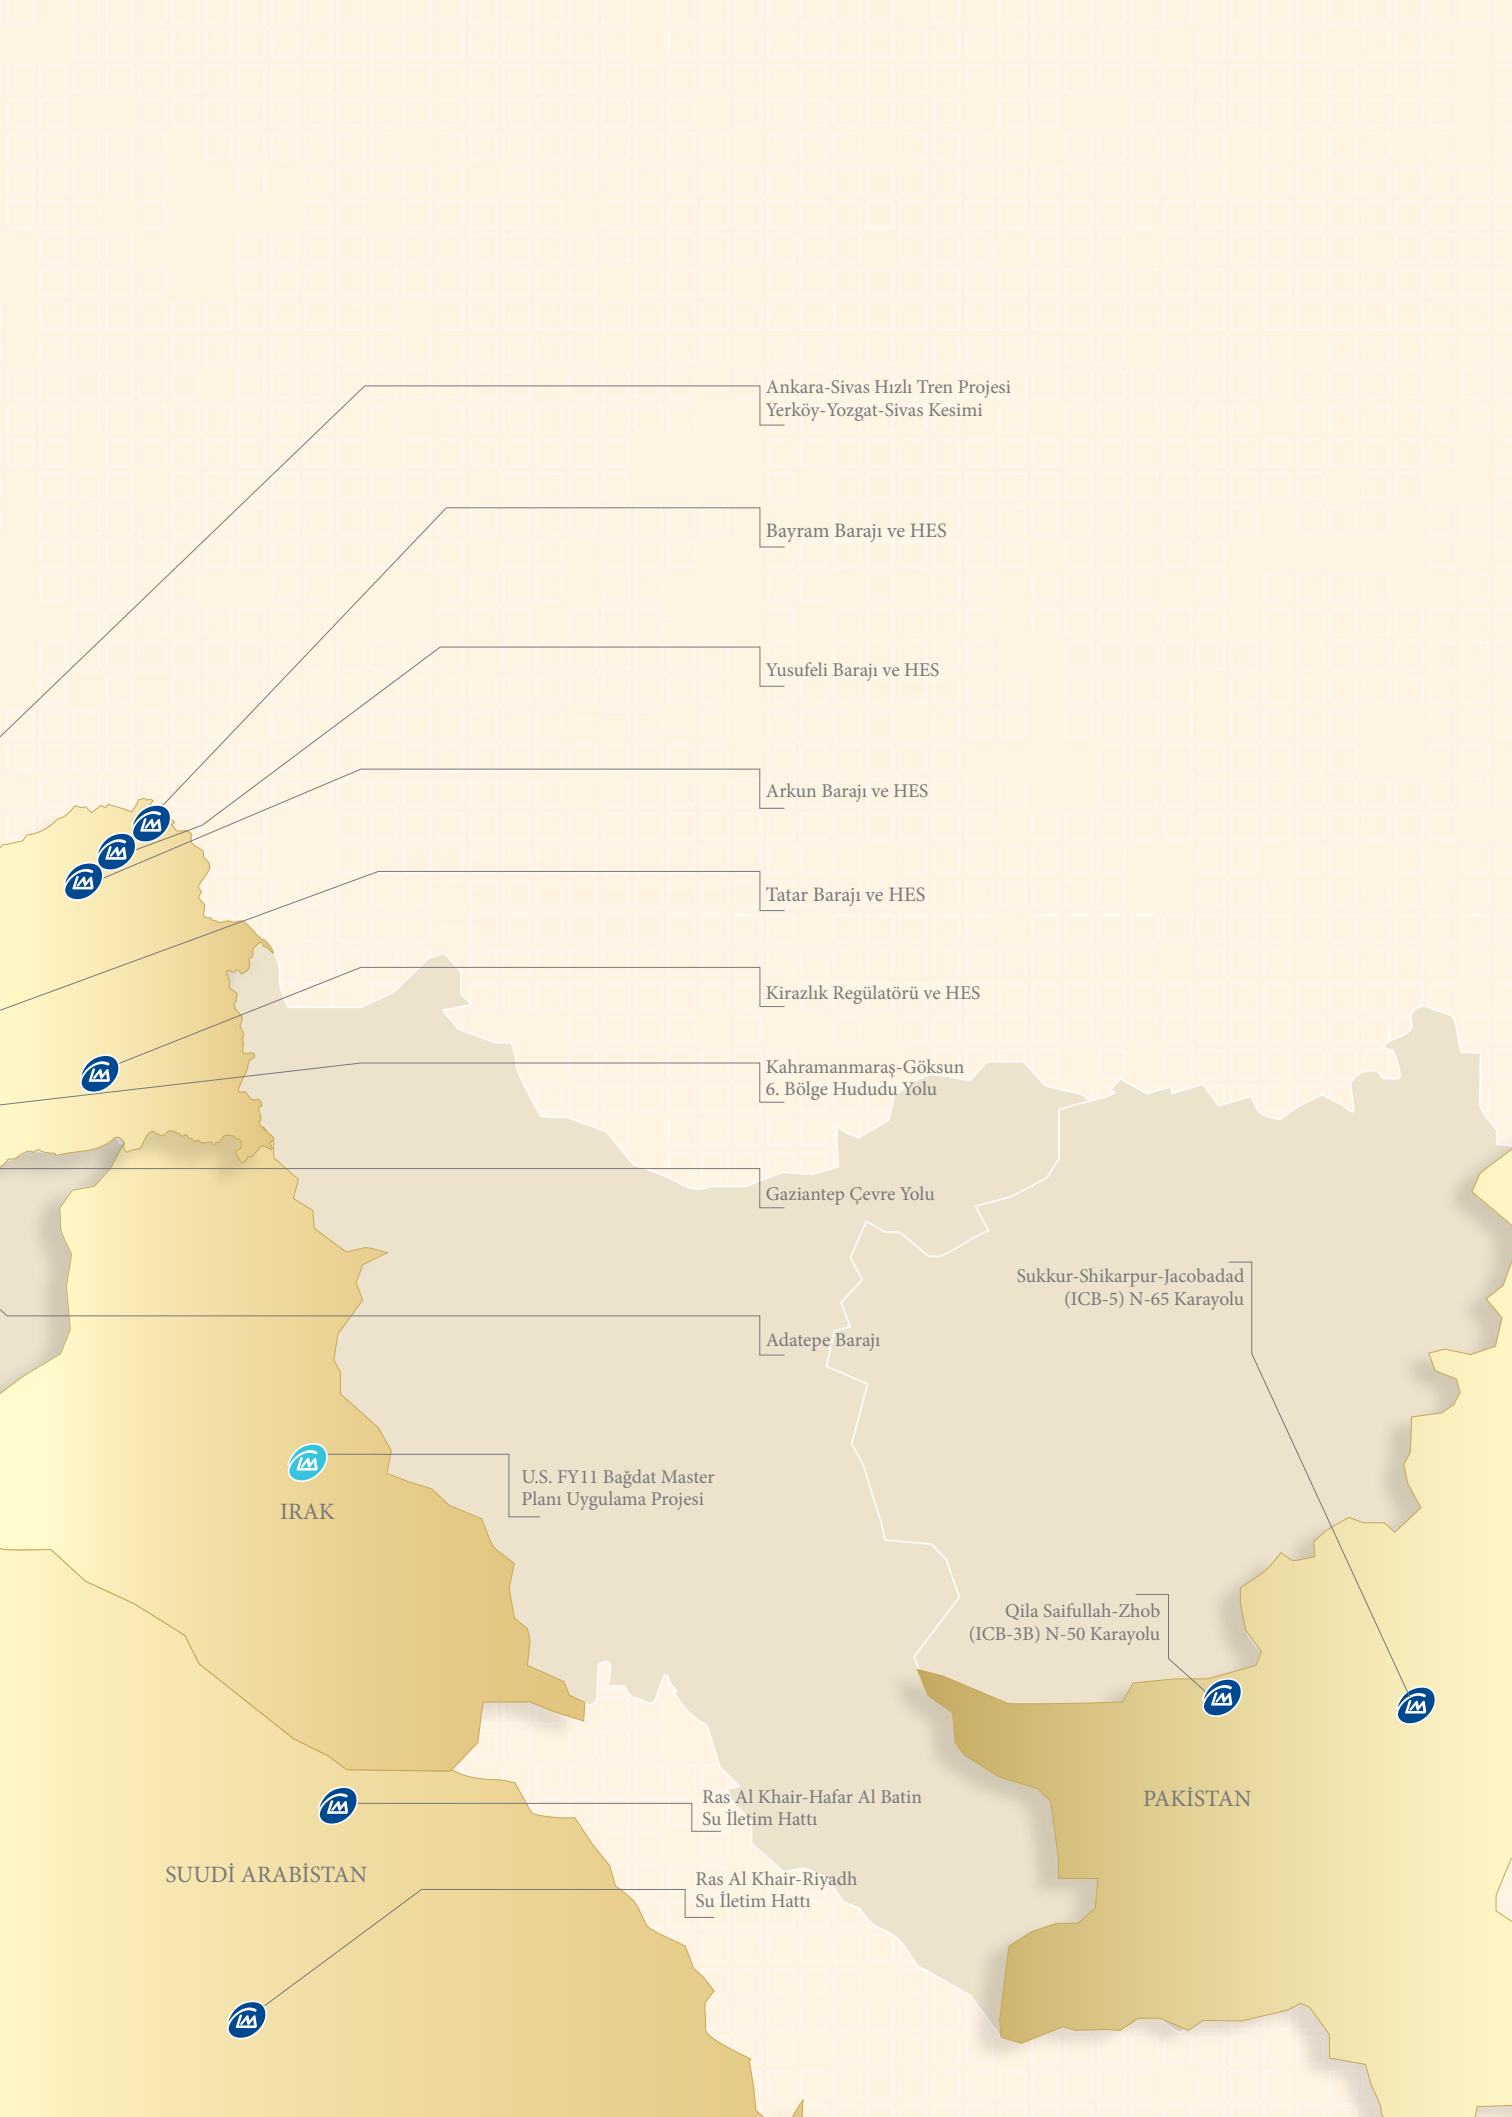 Ankara-Sivas Hızlı Tren Projesi
Yerköy-Yozgat-Sivas Kesimi
Bayram Barajı ve HES
Yusufeli Barajı ve HES
Arkun Barajı ve HES
Tatar Barajı ve HES
Kirazlık Regülatörü ve HES
Kahramanmaraş-Göksun
6. Bölge Hududu Yolu
Gaziantep Çevre Yolu
Sukkur-Shikarpur-Jacobadad
(ICB-5) N-65 Karayolu
Adatepe Barajı
U.S. FY11 Bağdat Master
Planı Uygulama Projesi
IRAK
Qila Saifullah-Zhob
(ICB-3B) N-50 Karayolu
PAKİSTAN
Ras Al Khair-Hafar Al Batin
Su İletim Hattı
SUUDİ ARABİSTAN
Ras Al Khair-Riyadh
Su İletim Hattı